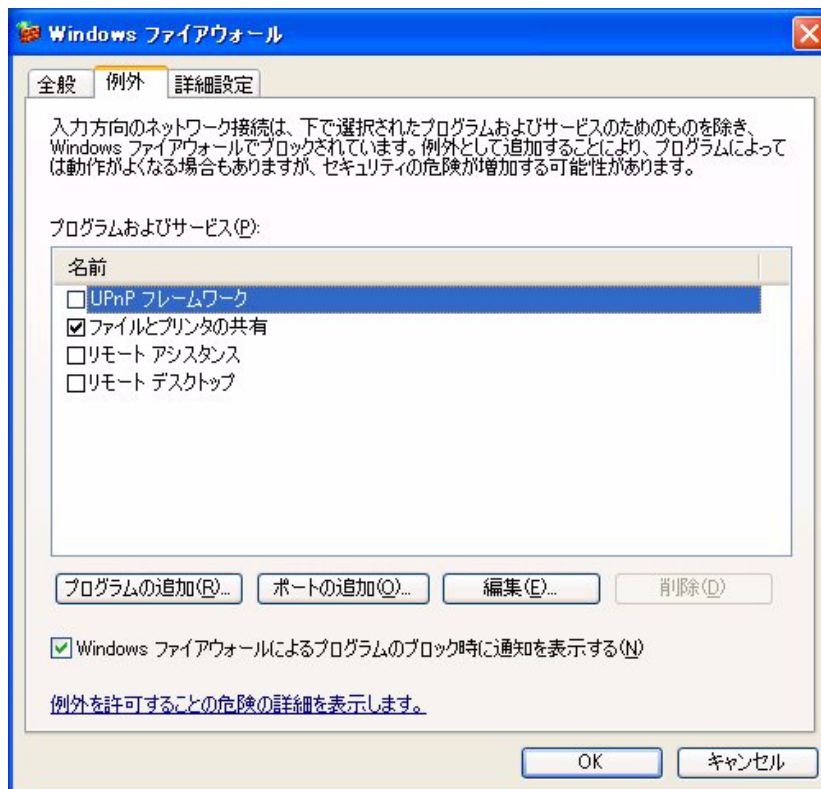 Windows ファイアウォール
全般 例外 詳細設定
入力方向のネットワーク接続は、下で選択されたプログラムおよびサービスのためのものを除き、
Windows ファイアウォールでブロックされています。例外として追加することにより、プログラムによって
は動作がよくなる場合もありますが、セキュリティの危険が増加する可能性があります。
プログラムおよびサービス(P):
名前
UPnP フレームワーク
ファイルとプリンタの共有
リモート アシスタンス
リモート デスクトップ
プログラムの追加(R)... ポートの追加(O)... 編集(E)... 削除(D)
Windows ファイアウォールによるプログラムのブロック時に通知を表示する(N)
例外を許可することの危険の詳細を表示します。
OK キャンセル